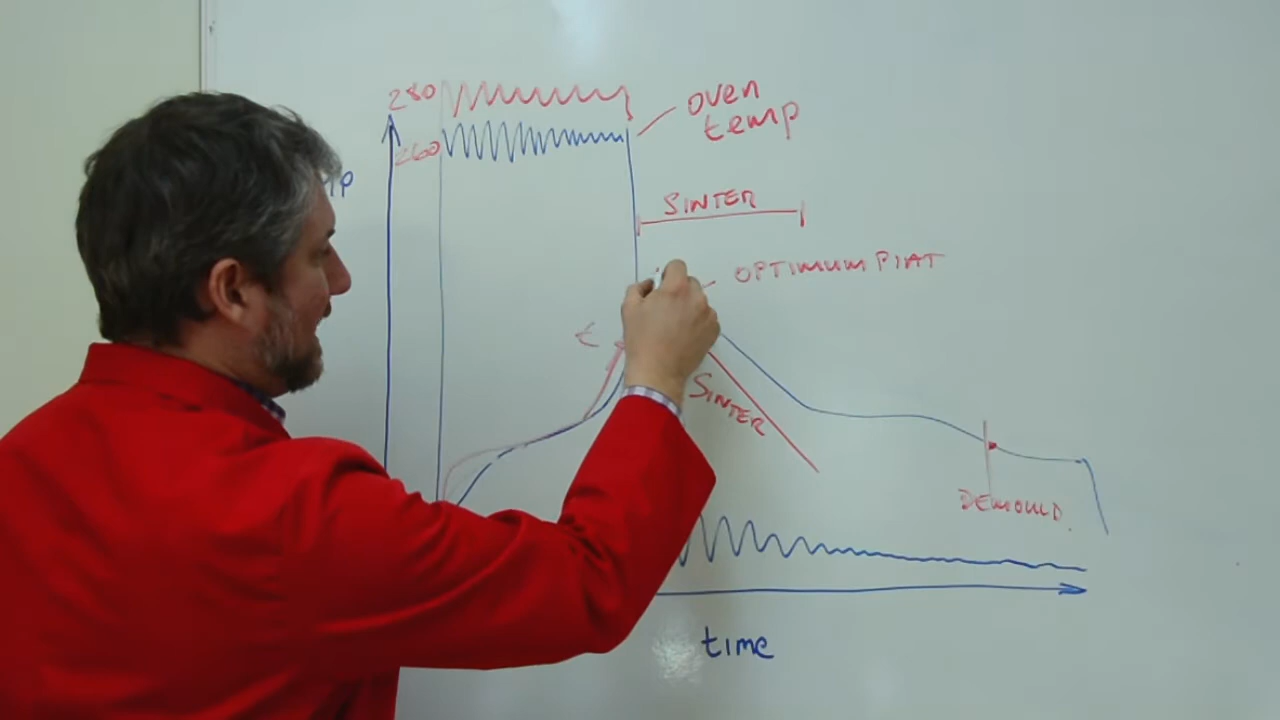 280
oven
temp
260
SINTER
OPTIMUM PIAT
t
SINTER
DEMOULD.
time